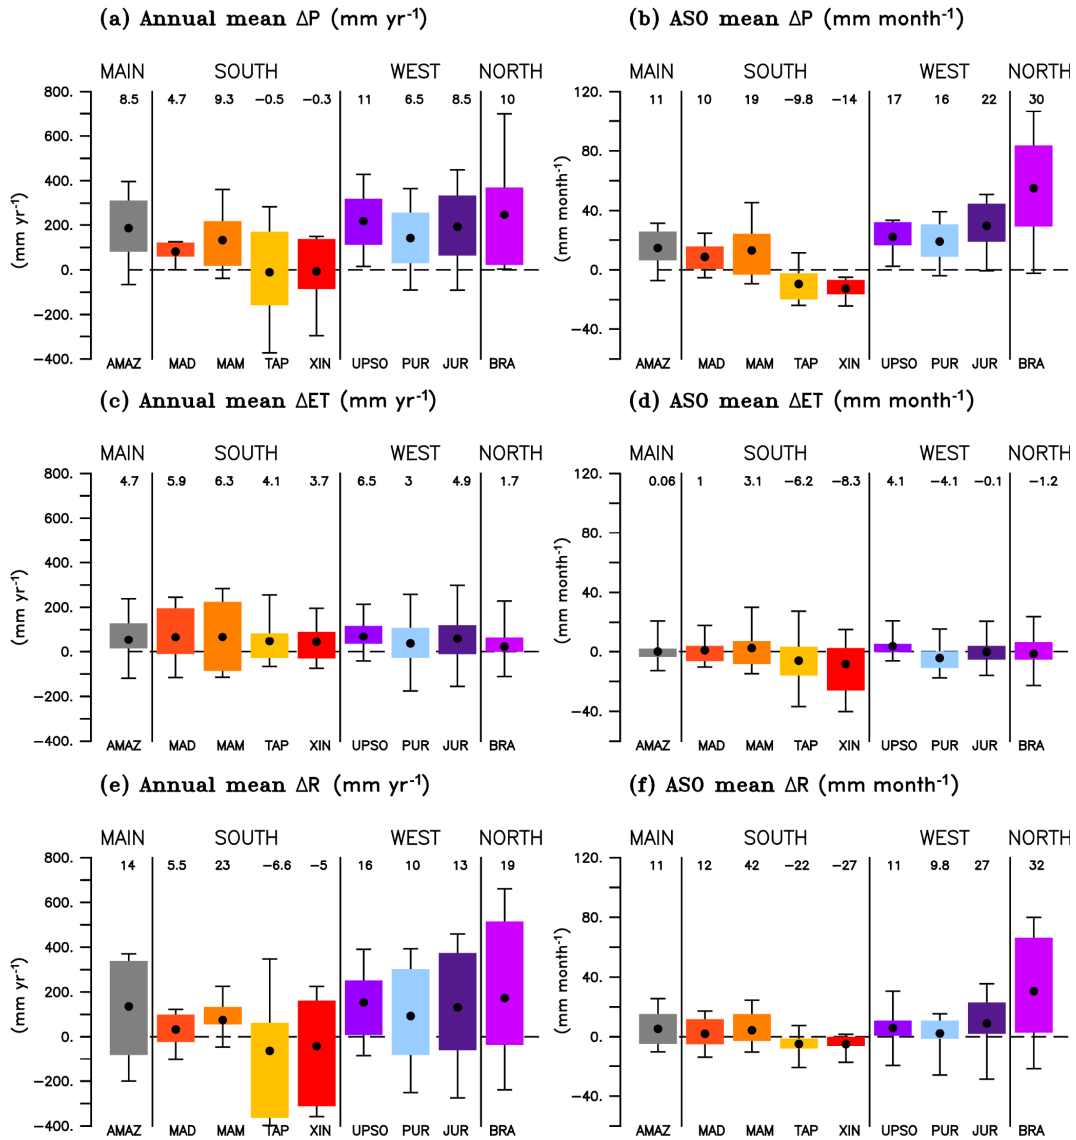 (a) Annual mean ΔP (mm yr⁻¹)
MAIN SOUTH WEST NORTH
8.5 4.7 9.3 −0.5 −0.3 11 6.5 8.5 10
800.
600.
400.
200.
0.
−200.
−400.
(mm yr⁻¹)
AMAZ MAD MAM TAP XIN UPSO PUR JUR BRA
(b) ASO mean ΔP (mm month⁻¹)
MAIN SOUTH WEST NORTH
11 10 19 −9.8 −14 17 16 22 30
120.
80.
40.
0.
−40.
(mm month⁻¹)
AMAZ MAD MAM TAP XIN UPSO PUR JUR BRA
(c) Annual mean ΔET (mm yr⁻¹)
MAIN SOUTH WEST NORTH
4.7 5.9 6.3 4.1 3.7 6.5 3 4.9 1.7
800.
600.
400.
200.
0.
−200.
−400.
(mm yr⁻¹)
AMAZ MAD MAM TAP XIN UPSO PUR JUR BRA
(d) ASO mean ΔET (mm month⁻¹)
MAIN SOUTH WEST NORTH
0.06 1 3.1 −6.2 −8.3 4.1 −4.1 −0.1 −1.2
120.
80.
40.
0.
−40.
(mm month⁻¹)
AMAZ MAD MAM TAP XIN UPSO PUR JUR BRA
(e) Annual mean ΔR (mm yr⁻¹)
MAIN SOUTH WEST NORTH
14 5.5 23 −6.6 −5 16 10 13 19
800.
600.
400.
200.
0.
−200.
−400.
(mm yr⁻¹)
AMAZ MAD MAM TAP XIN UPSO PUR JUR BRA
(f) ASO mean ΔR (mm month⁻¹)
MAIN SOUTH WEST NORTH
11 12 42 −22 −27 11 9.8 27 32
120.
80.
40.
0.
−40.
(mm month⁻¹)
AMAZ MAD MAM TAP XIN UPSO PUR JUR BRA